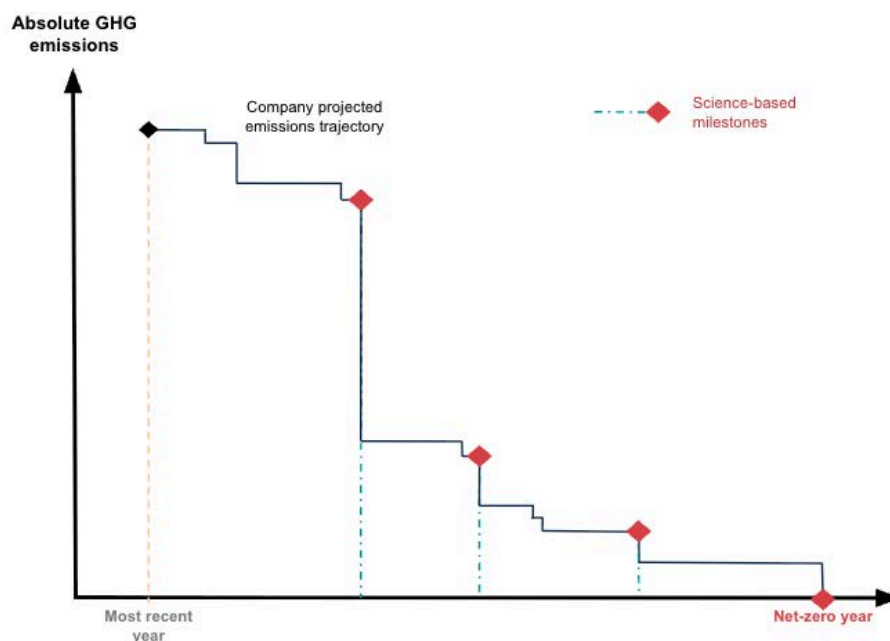 Absolute GHG
emissions
Company projected
emissions trajectory
Science-based
milestones
Most recent
year
Net-zero year